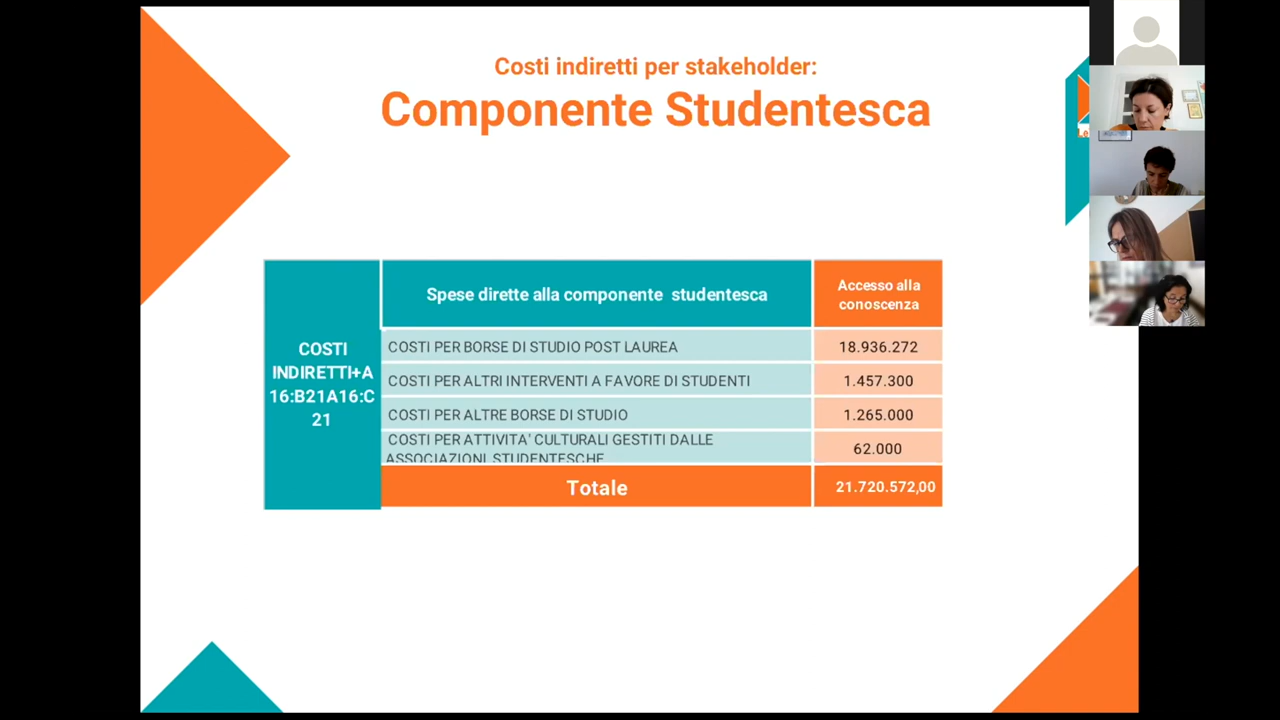 Costi indiretti per stakeholder:
Componente Studentesca
COSTI
INDIRETTI+A
16:B21A16:C
21
Spese dirette alla componente studentesca
Accesso alla
conoscenza
COSTI PER BORSE DI STUDIO POST LAUREA
18.936.272
COSTI PER ALTRI INTERVENTI A FAVORE DI STUDENTI
1.457.300
COSTI PER ALTRE BORSE DI STUDIO
1.265.000
COSTI PER ATTIVITA' CULTURALI GESTITI DALLE
ASSOCIAZIONI STUDENTESCHE
62.000
Totale
21.720.572,00